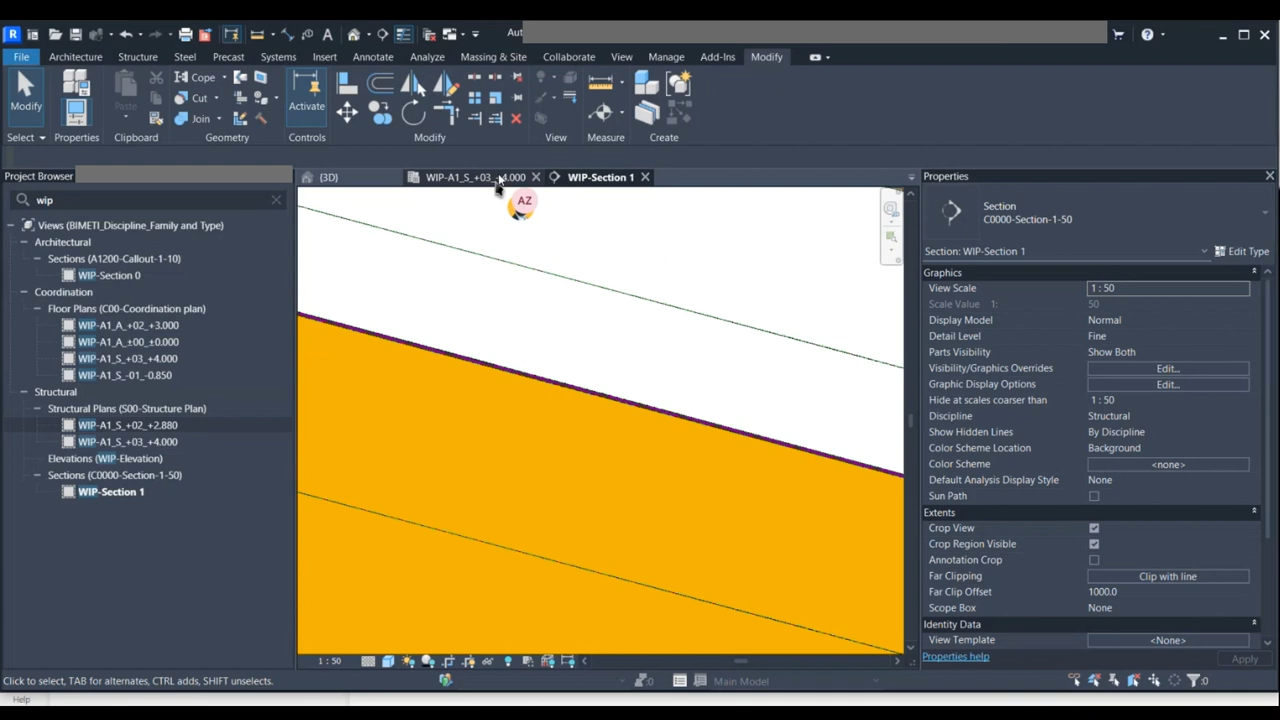 R
A
Aut
File
Architecture
Structure
Steel
Precast
Systems
Insert
Annotate
Analyze
Massing & Site
Collaborate
View
Manage
Add-Ins
Modify
Modify
Select
Properties
Paste
Clipboard
Cope
Cut
Join
Geometry
Activate
Controls
Modify
View
Measure
Create
Project Browser
wip
Views (BIMETI_Discipline_Family and Type)
Architectural
Sections (A1200-Callout-1-10)
WIP-Section 0
Coordination
Floor Plans (C00-Coordination plan)
WIP-A1_A_+02_+3.000
WIP-A1_A_±00_±0.000
WIP-A1_S_+03_+4.000
WIP-A1_S_-01_-0.850
Structural
Structural Plans (S00-Structure Plan)
WIP-A1_S_+02_+2.880
WIP-A1_S_+03_+4.000
Elevations (WIP-Elevation)
Sections (C0000-Section-1-50)
WIP-Section 1
{3D}
WIP-A1_S_+03_+4.000
WIP-Section 1
AZ
Properties
Section
C0000-Section-1-50
Section: WIP-Section 1
Edit Type
Graphics
View Scale 1 : 50
Scale Value 1: 50
Display Model Normal
Detail Level Fine
Parts Visibility Show Both
Visibility/Graphics Overrides Edit...
Graphic Display Options Edit...
Hide at scales coarser than 1 : 50
Discipline Structural
Show Hidden Lines By Discipline
Color Scheme Location Background
Color Scheme <none>
Default Analysis Display Style None
Sun Path
Extents
Crop View
Crop Region Visible
Annotation Crop
Far Clipping Clip with line
Far Clip Offset 1000.0
Scope Box None
Identity Data
View Template <None>
Properties help
Apply
1 : 50
Click to select, TAB for alternates, CTRL adds, SHIFT unselects.
:0
Main Model
:0
Help